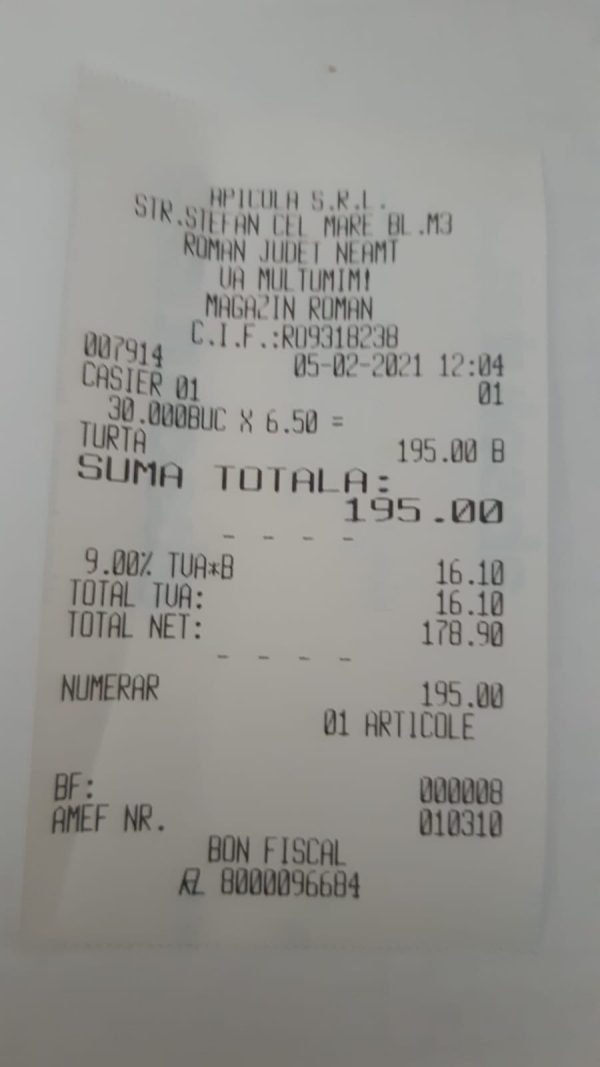 APICOLA S.R.L.
STR.STEFAN CEL MARE BL.M3
ROMAN JUDET NEAMT
VA MULTUMIM!
MAGAZIN ROMAN
C.I.F.:RO9318238
007914 05-02-2021 12:04
CASIER 01 01
30.000BUC X 6.50 =
TURTA 195.00 B
SUMA TOTALA:
195.00
- - - -
9.00% TVA*B 16.10
TOTAL TVA: 16.10
TOTAL NET: 178.90
- - - -
NUMERAR 195.00
01 ARTICOLE
BF: 000008
AMEF NR. 010310
BON FISCAL
8000096684